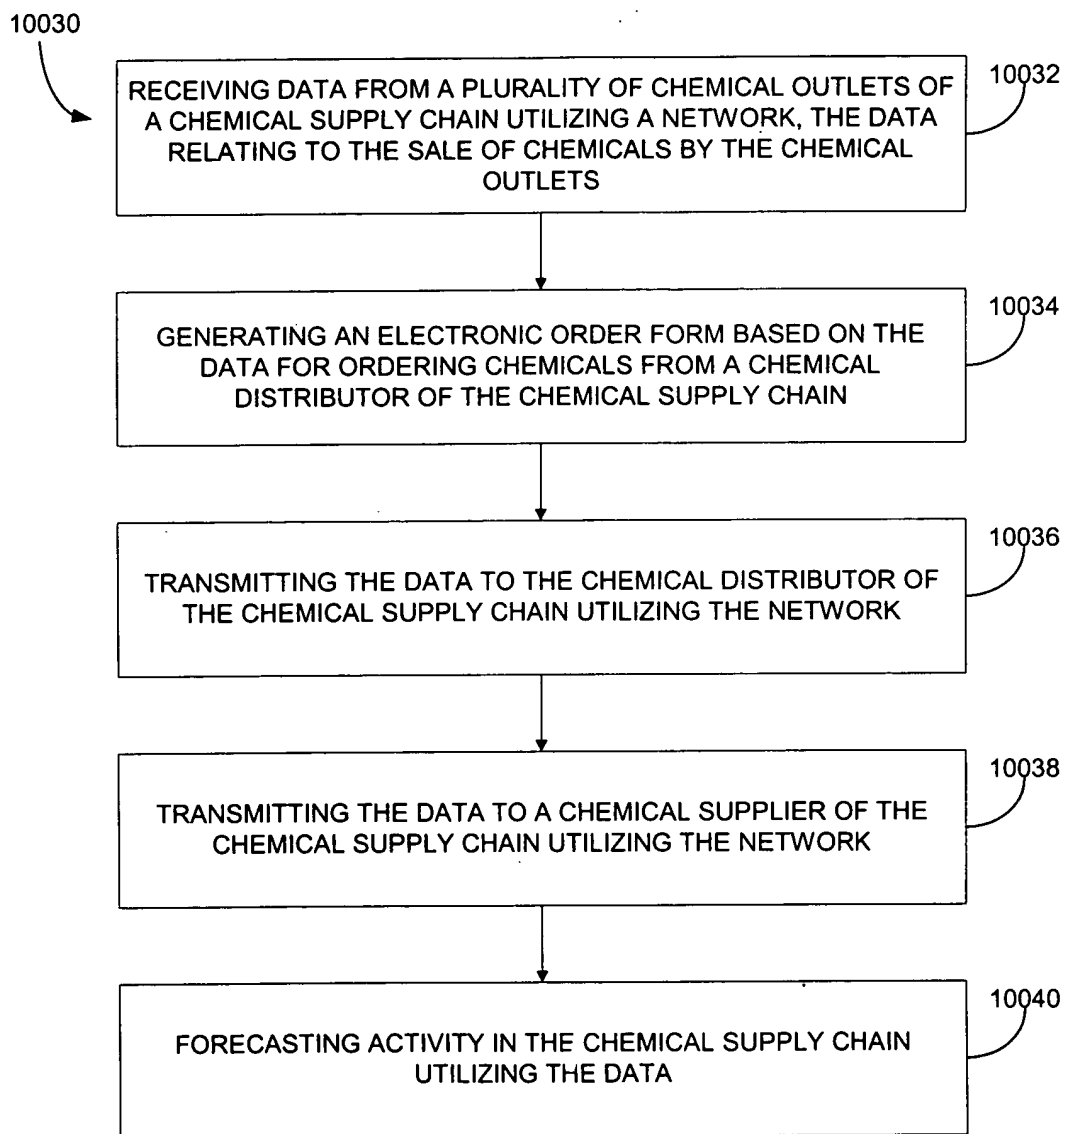 10030
10032
RECEIVING DATA FROM A PLURALITY OF CHEMICAL OUTLETS OF
A CHEMICAL SUPPLY CHAIN UTILIZING A NETWORK, THE DATA
RELATING TO THE SALE OF CHEMICALS BY THE CHEMICAL
OUTLETS
10034
GENERATING AN ELECTRONIC ORDER FORM BASED ON THE
DATA FOR ORDERING CHEMICALS FROM A CHEMICAL
DISTRIBUTOR OF THE CHEMICAL SUPPLY CHAIN
10036
TRANSMITTING THE DATA TO THE CHEMICAL DISTRIBUTOR OF
THE CHEMICAL SUPPLY CHAIN UTILIZING THE NETWORK
10038
TRANSMITTING THE DATA TO A CHEMICAL SUPPLIER OF THE
CHEMICAL SUPPLY CHAIN UTILIZING THE NETWORK
10040
FORECASTING ACTIVITY IN THE CHEMICAL SUPPLY CHAIN
UTILIZING THE DATA